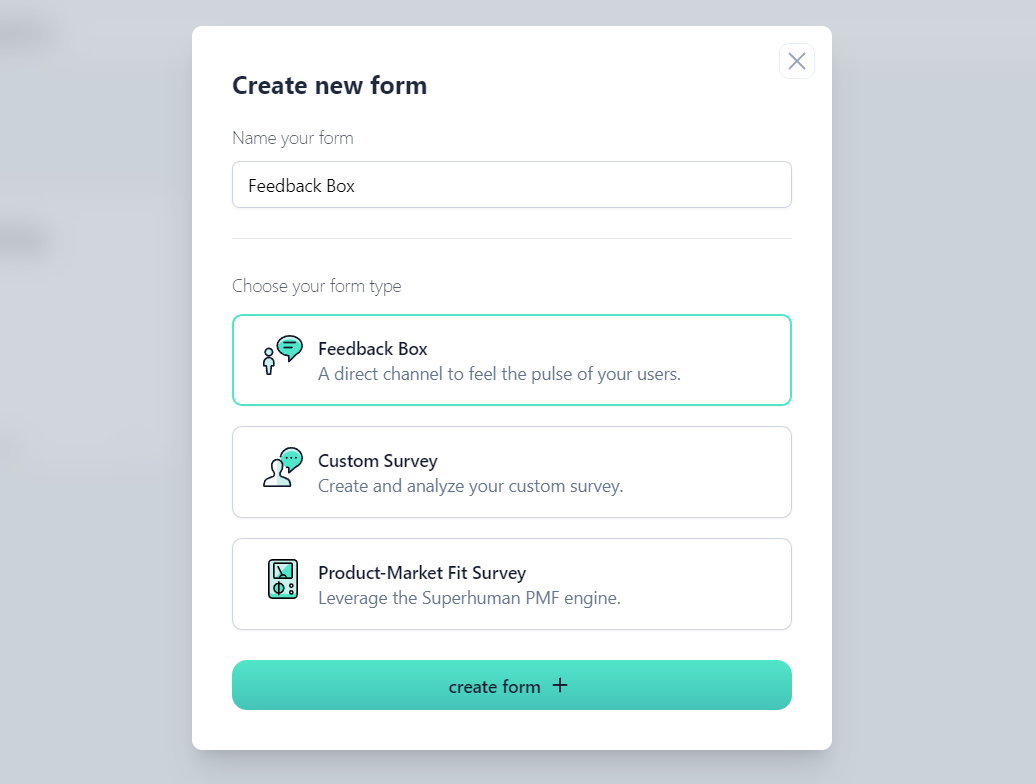 Create new form
Name your form
Feedback Box
Choose your form type
Feedback Box
A direct channel to feel the pulse of your users.
Custom Survey
Create and analyze your custom survey.
Product-Market Fit Survey
Leverage the Superhuman PMF engine.
create form +